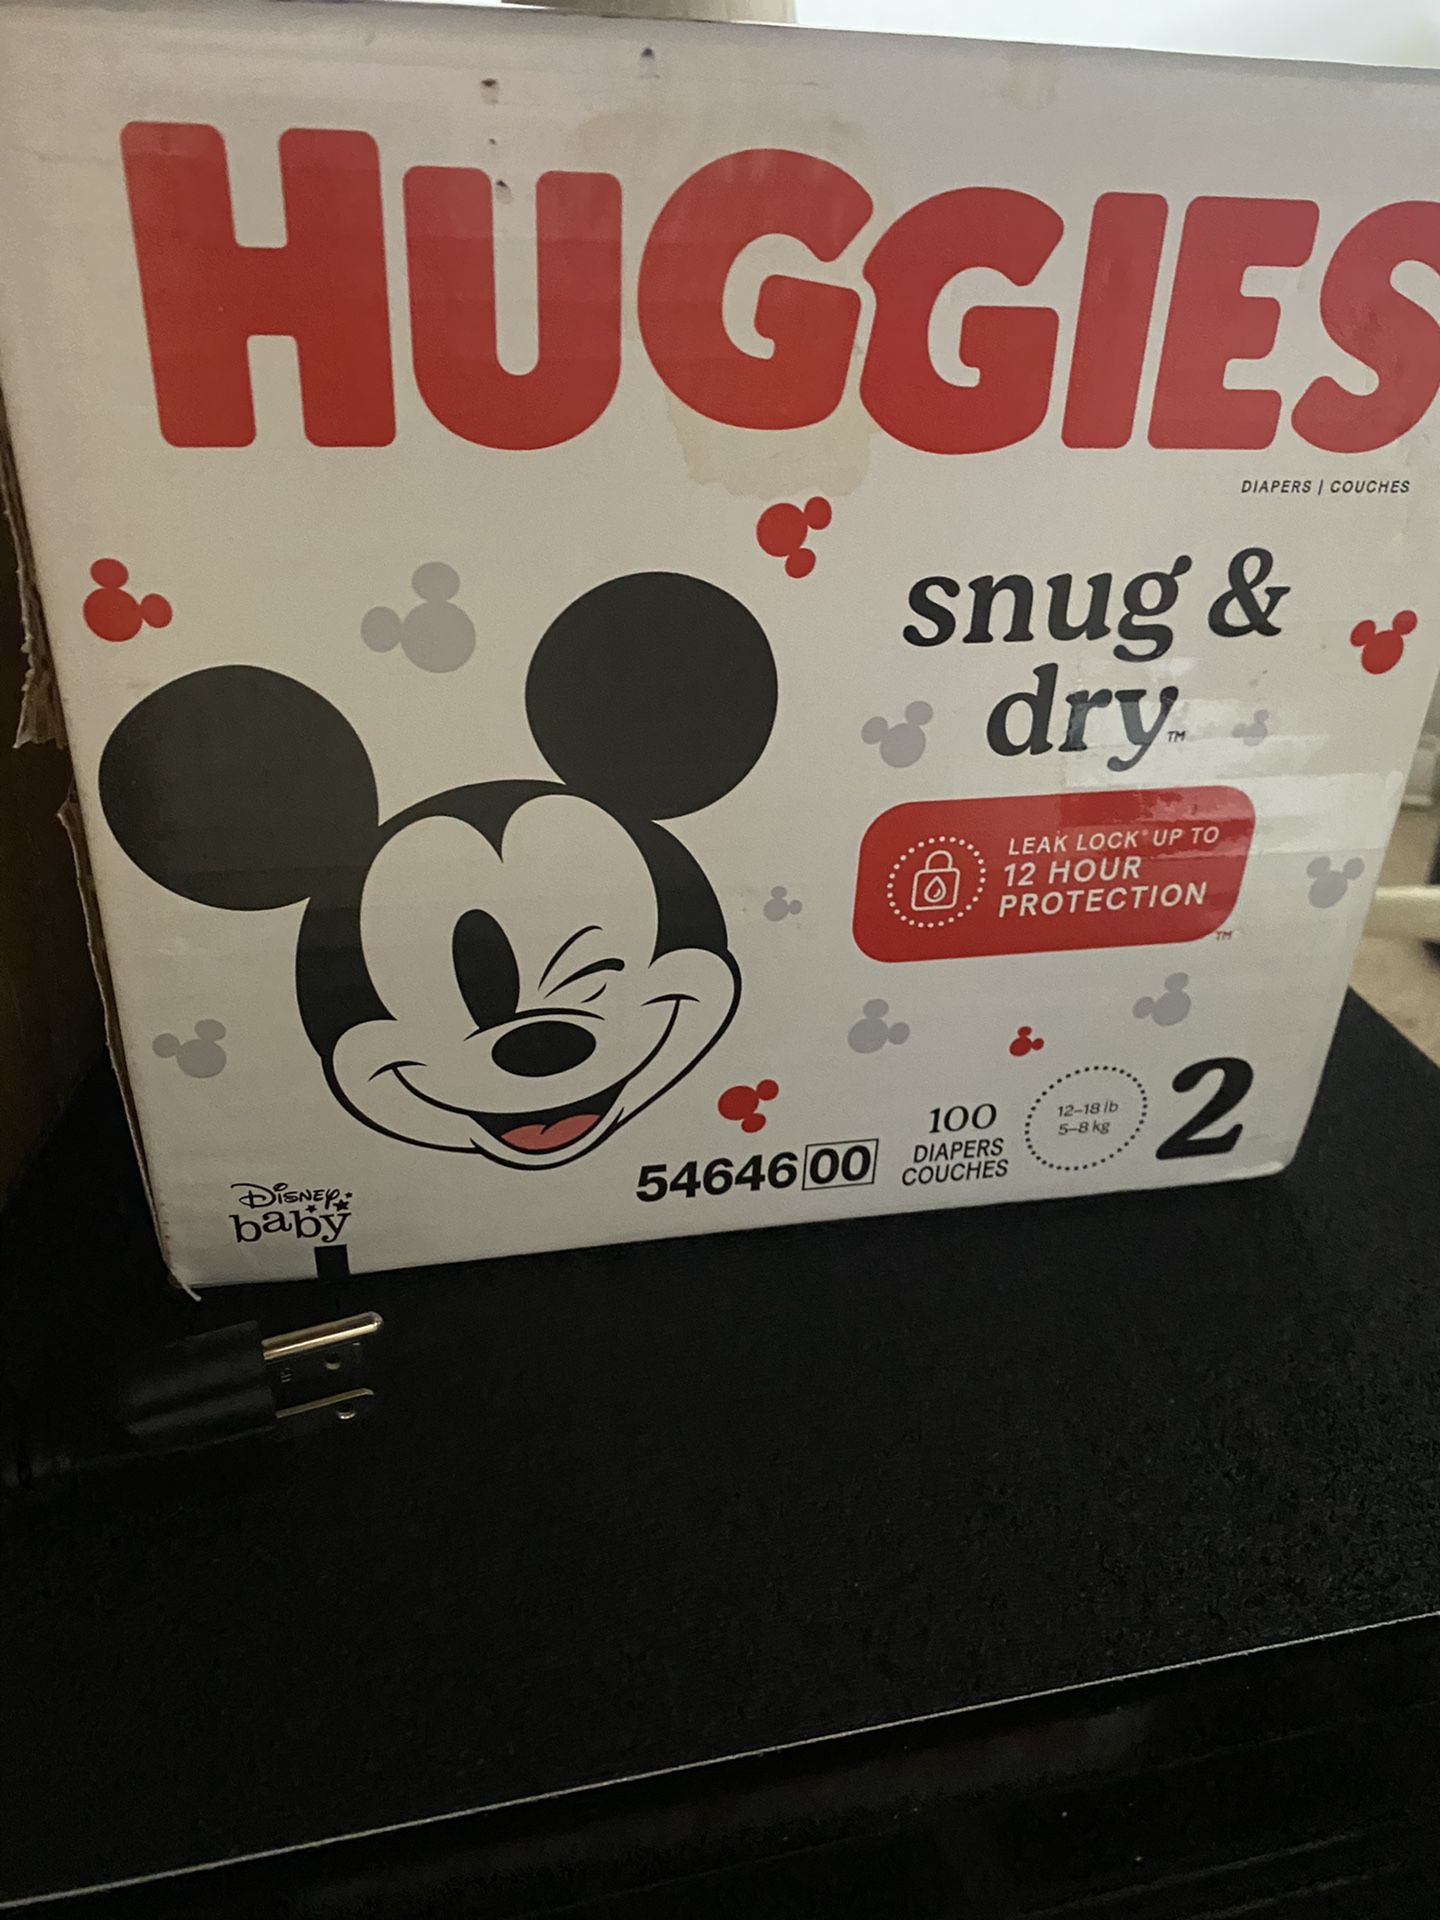 HUGGIES
DIAPERS | COUCHES
snug &
dry™
LEAK LOCK® UP TO
12 HOUR
PROTECTION
TM
100
DIAPERS
COUCHES
12-18 lb
5-8 kg
2
54646 00
Disney
baby